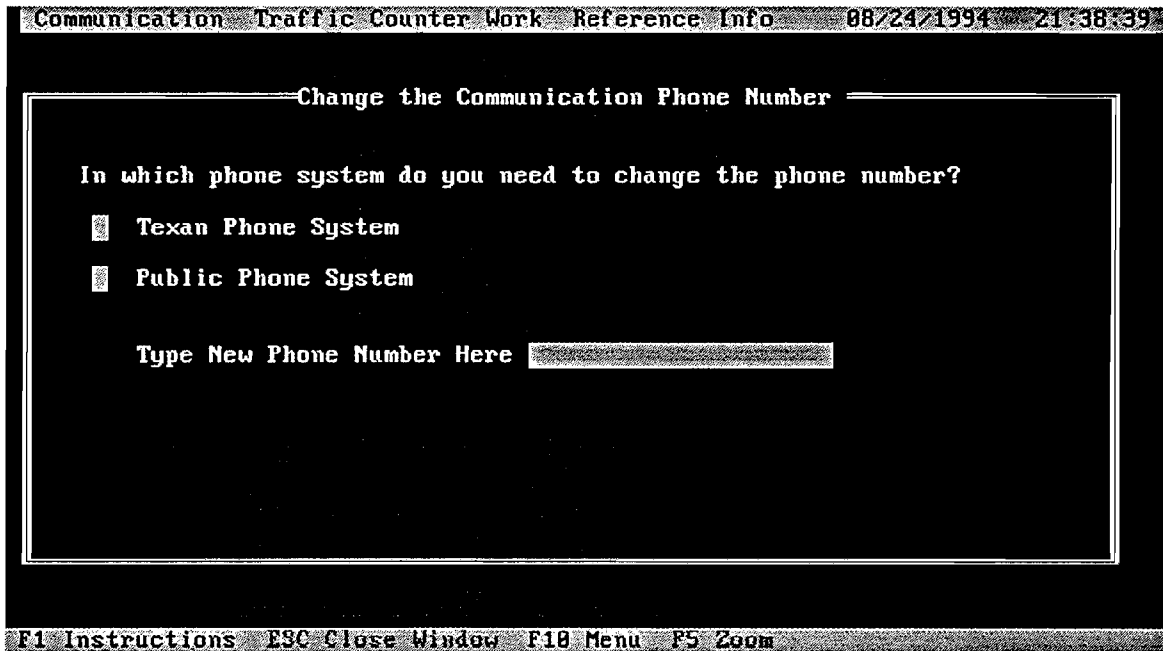 Communication Traffic Counter Work Reference Info 08/24/1994 21:38:39
Change the Communication Phone Number
In which phone system do you need to change the phone number?
Texan Phone System
Public Phone System
Type New Phone Number Here
F1 Instructions ESC Close Window F10 Menu F5 Zoom